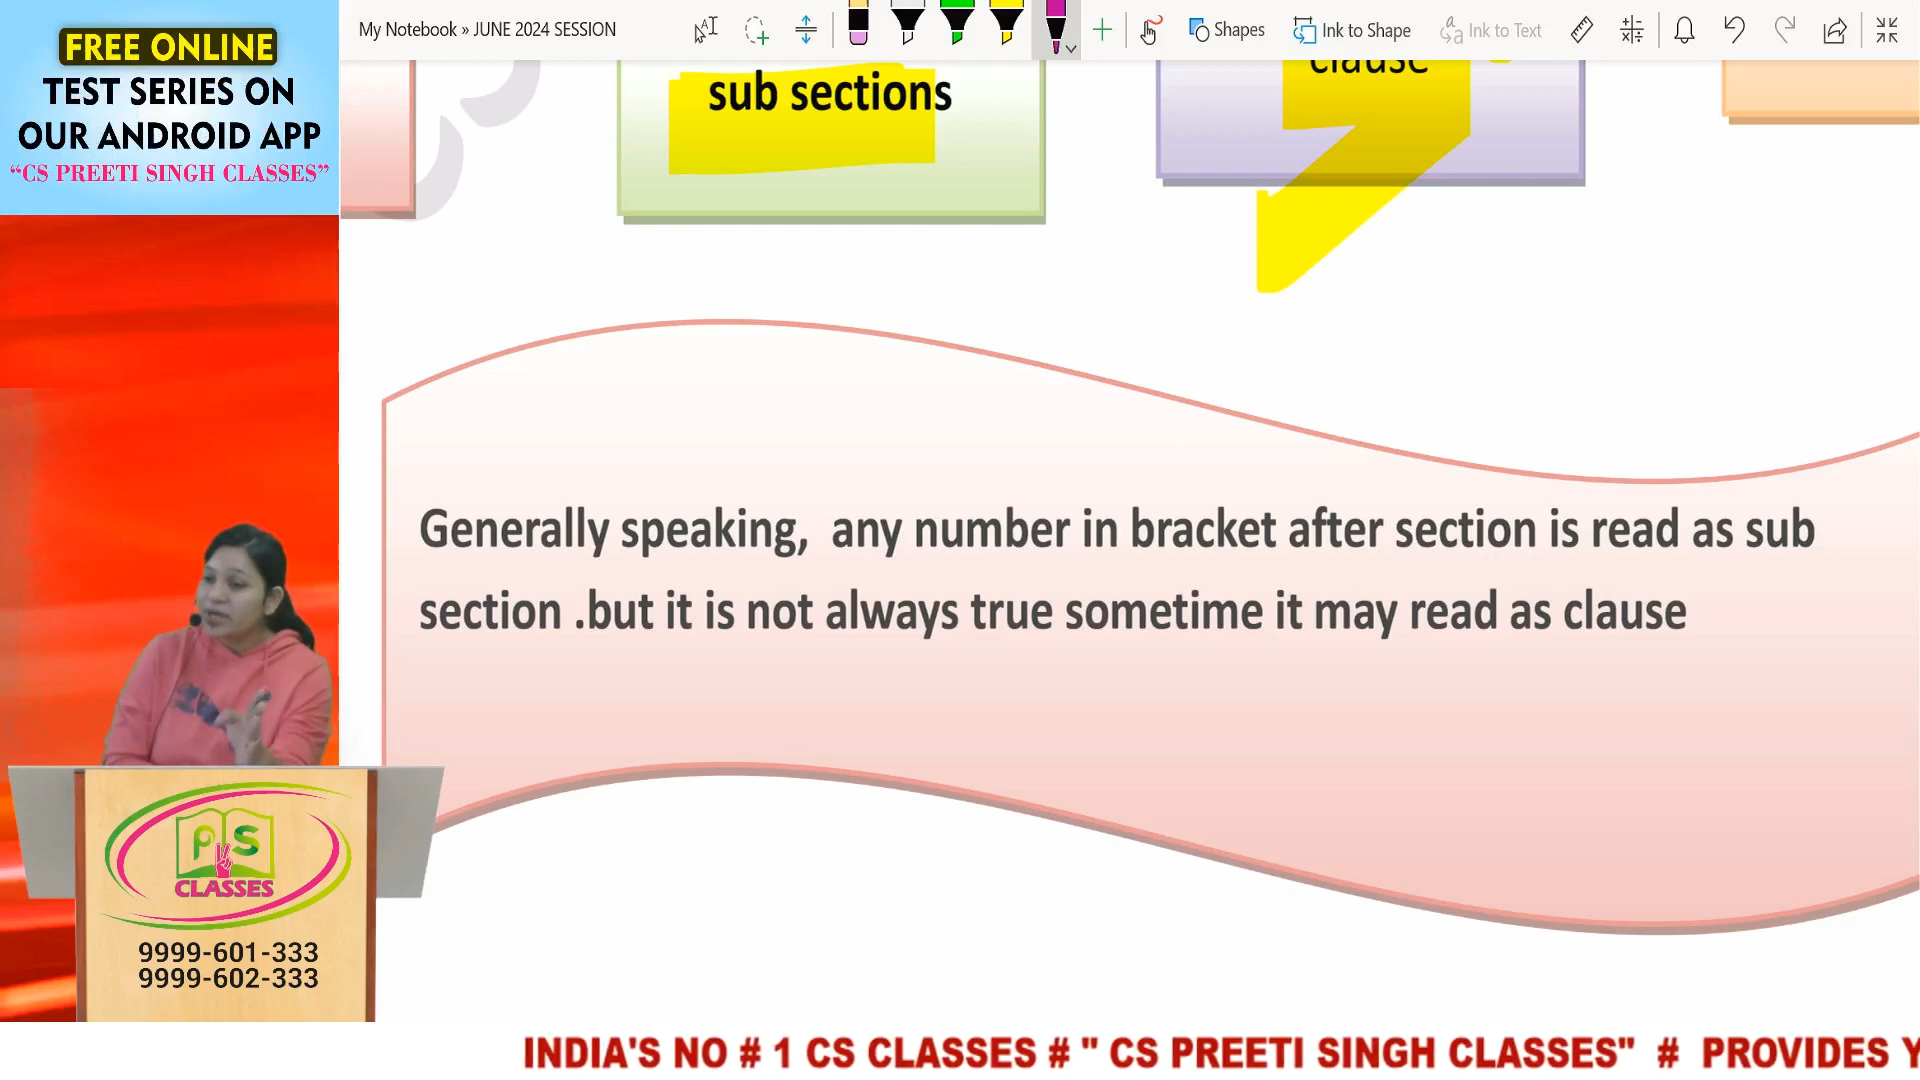 FREE ONLINE
TEST SERIES ON
OUR ANDROID APP
“CS PREETI SINGH CLASSES”
My Notebook » JUNE 2024 SESSION
Shapes
Ink to Shape
Ink to Text
sub sections
clause
Generally speaking, any number in bracket after section is read as sub
section .but it is not always true sometime it may read as clause
PS
CLASSES
9999-601-333
9999-602-333
INDIA'S NO # 1 CS CLASSES # " CS PREETI SINGH CLASSES" # PROVIDES Y